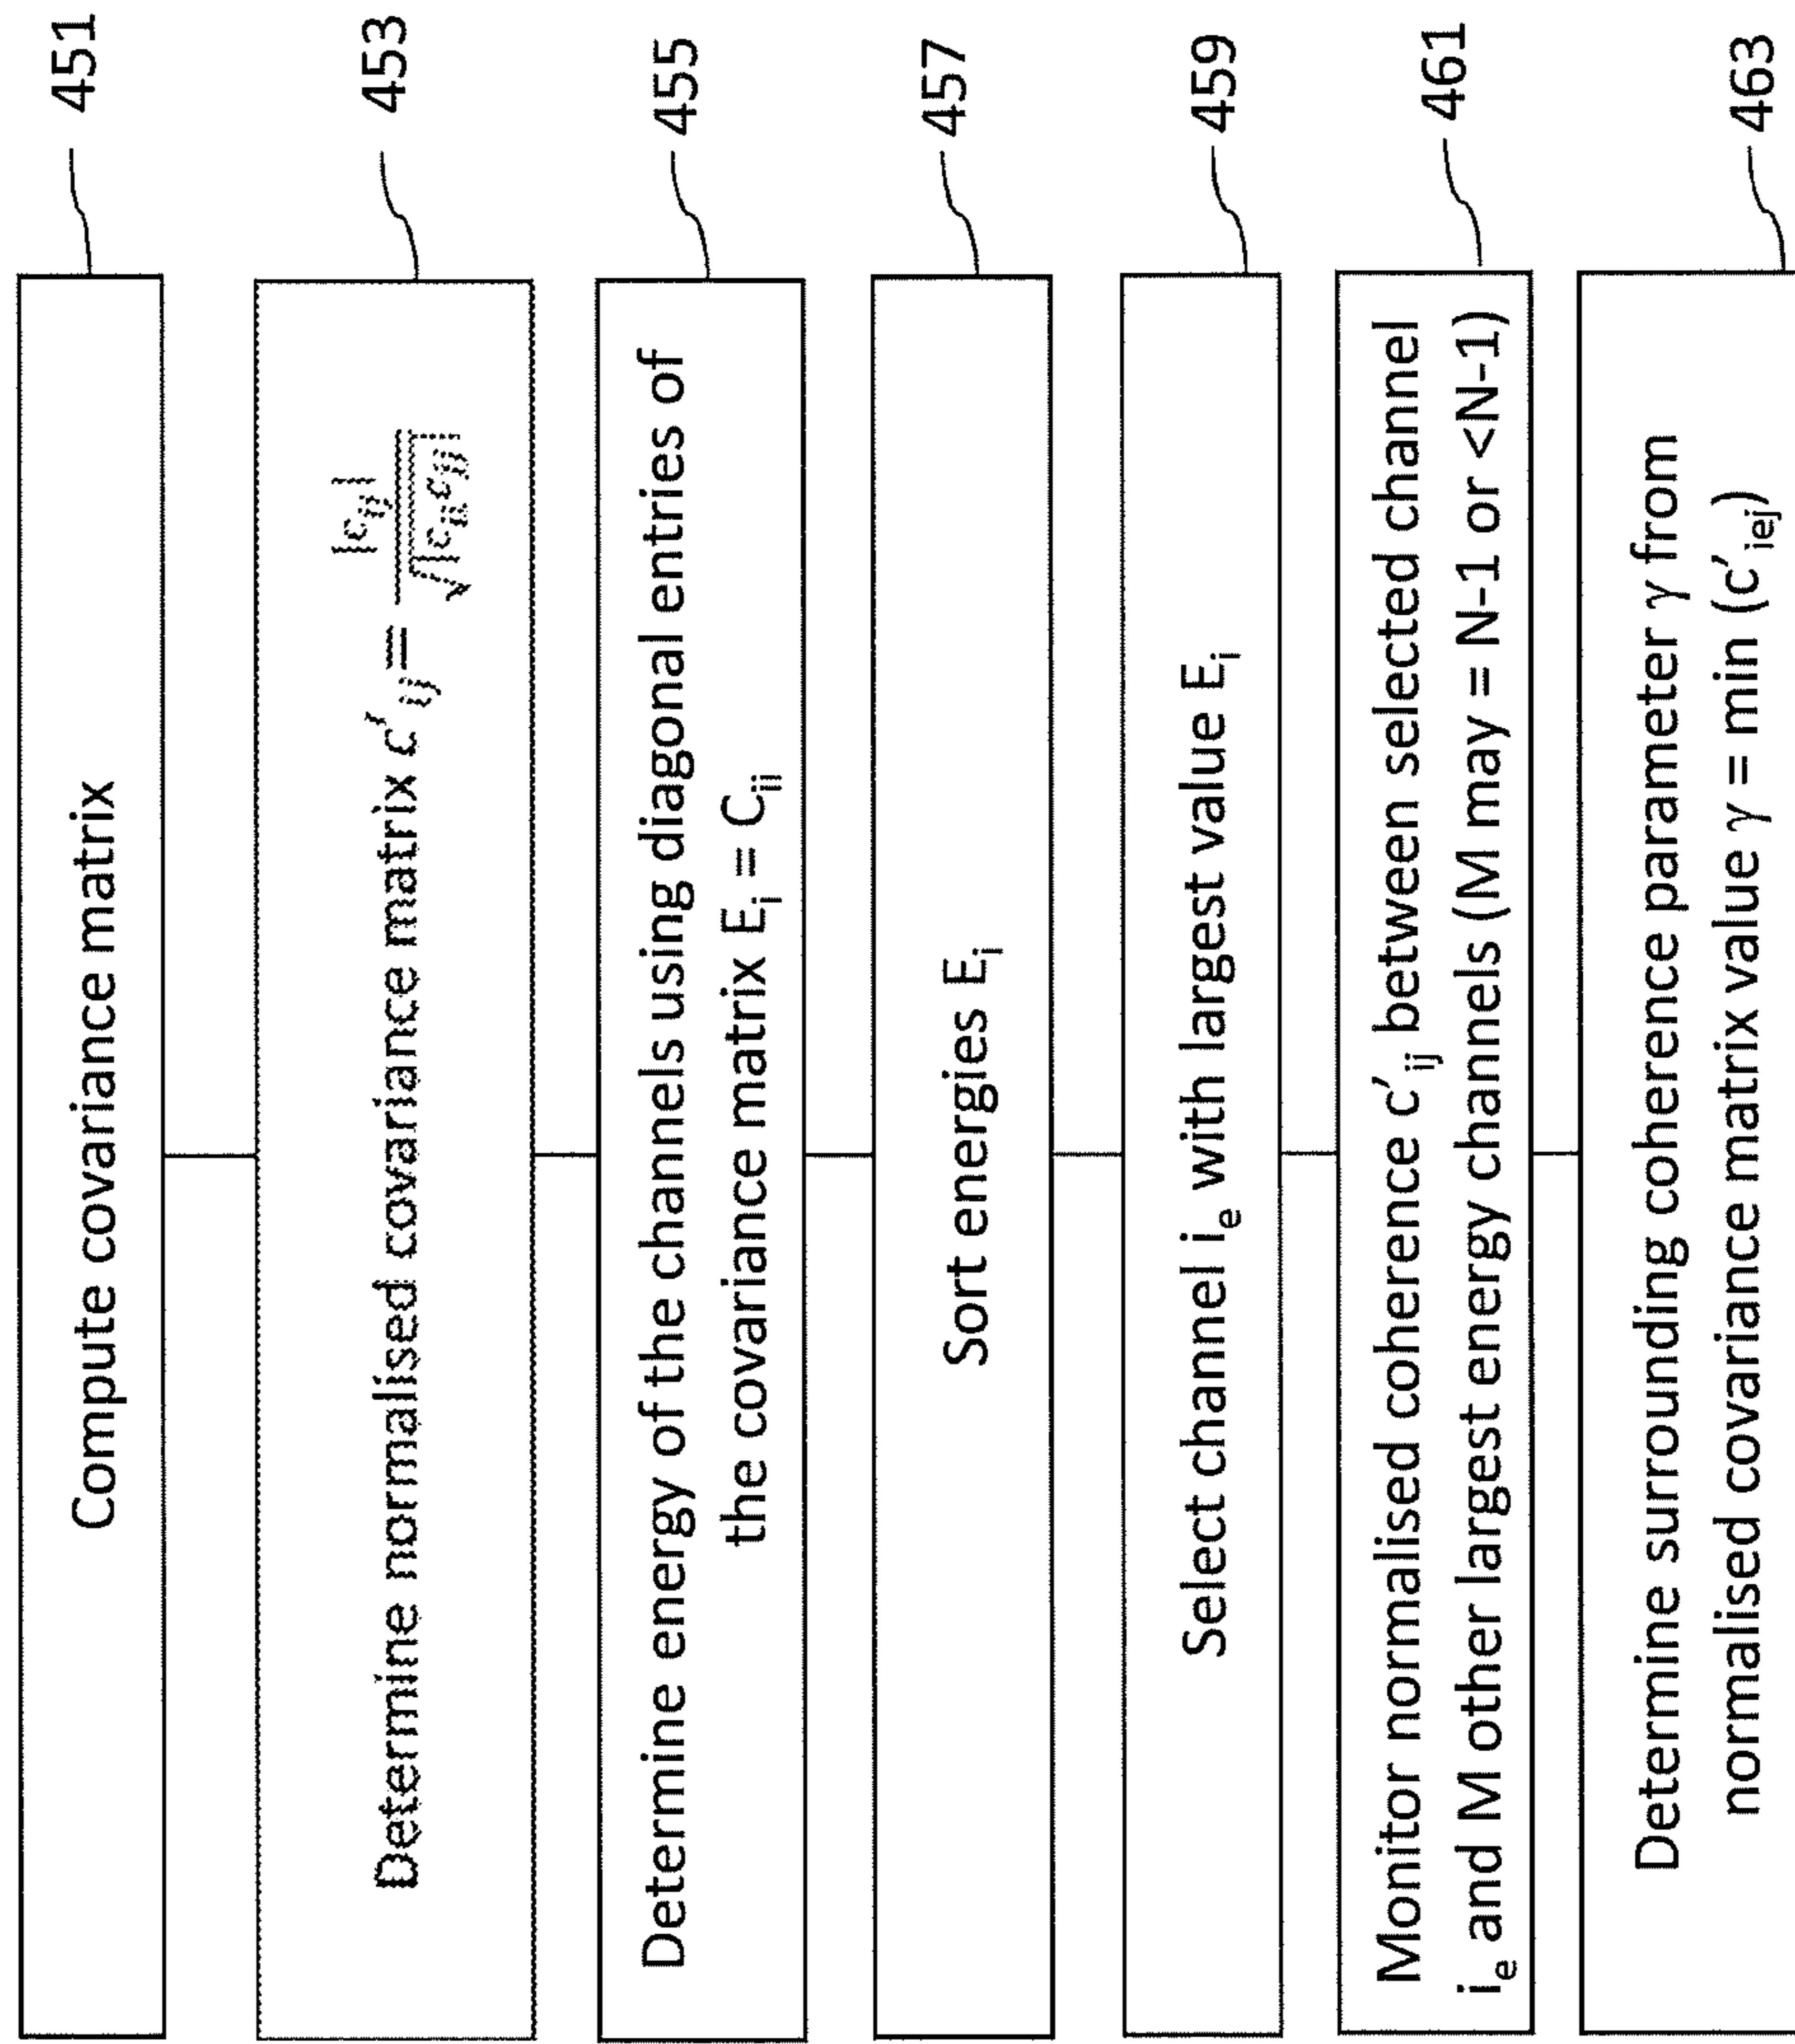 Compute covariance matrix
451
Determine normalised covariance matrix c'ij = |cij| / √|cii cjj|
453
Determine energy of the channels using diagonal entries of
the covariance matrix Ei = Cii
455
Sort energies Ei
457
Select channel ie with largest value Ei
459
Monitor normalised coherence c'ij between selected channel
ie and M other largest energy channels (M may = N-1 or <N-1)
461
Determine surrounding coherence parameter γ from
normalised covariance matrix value γ = min (c'iej)
463